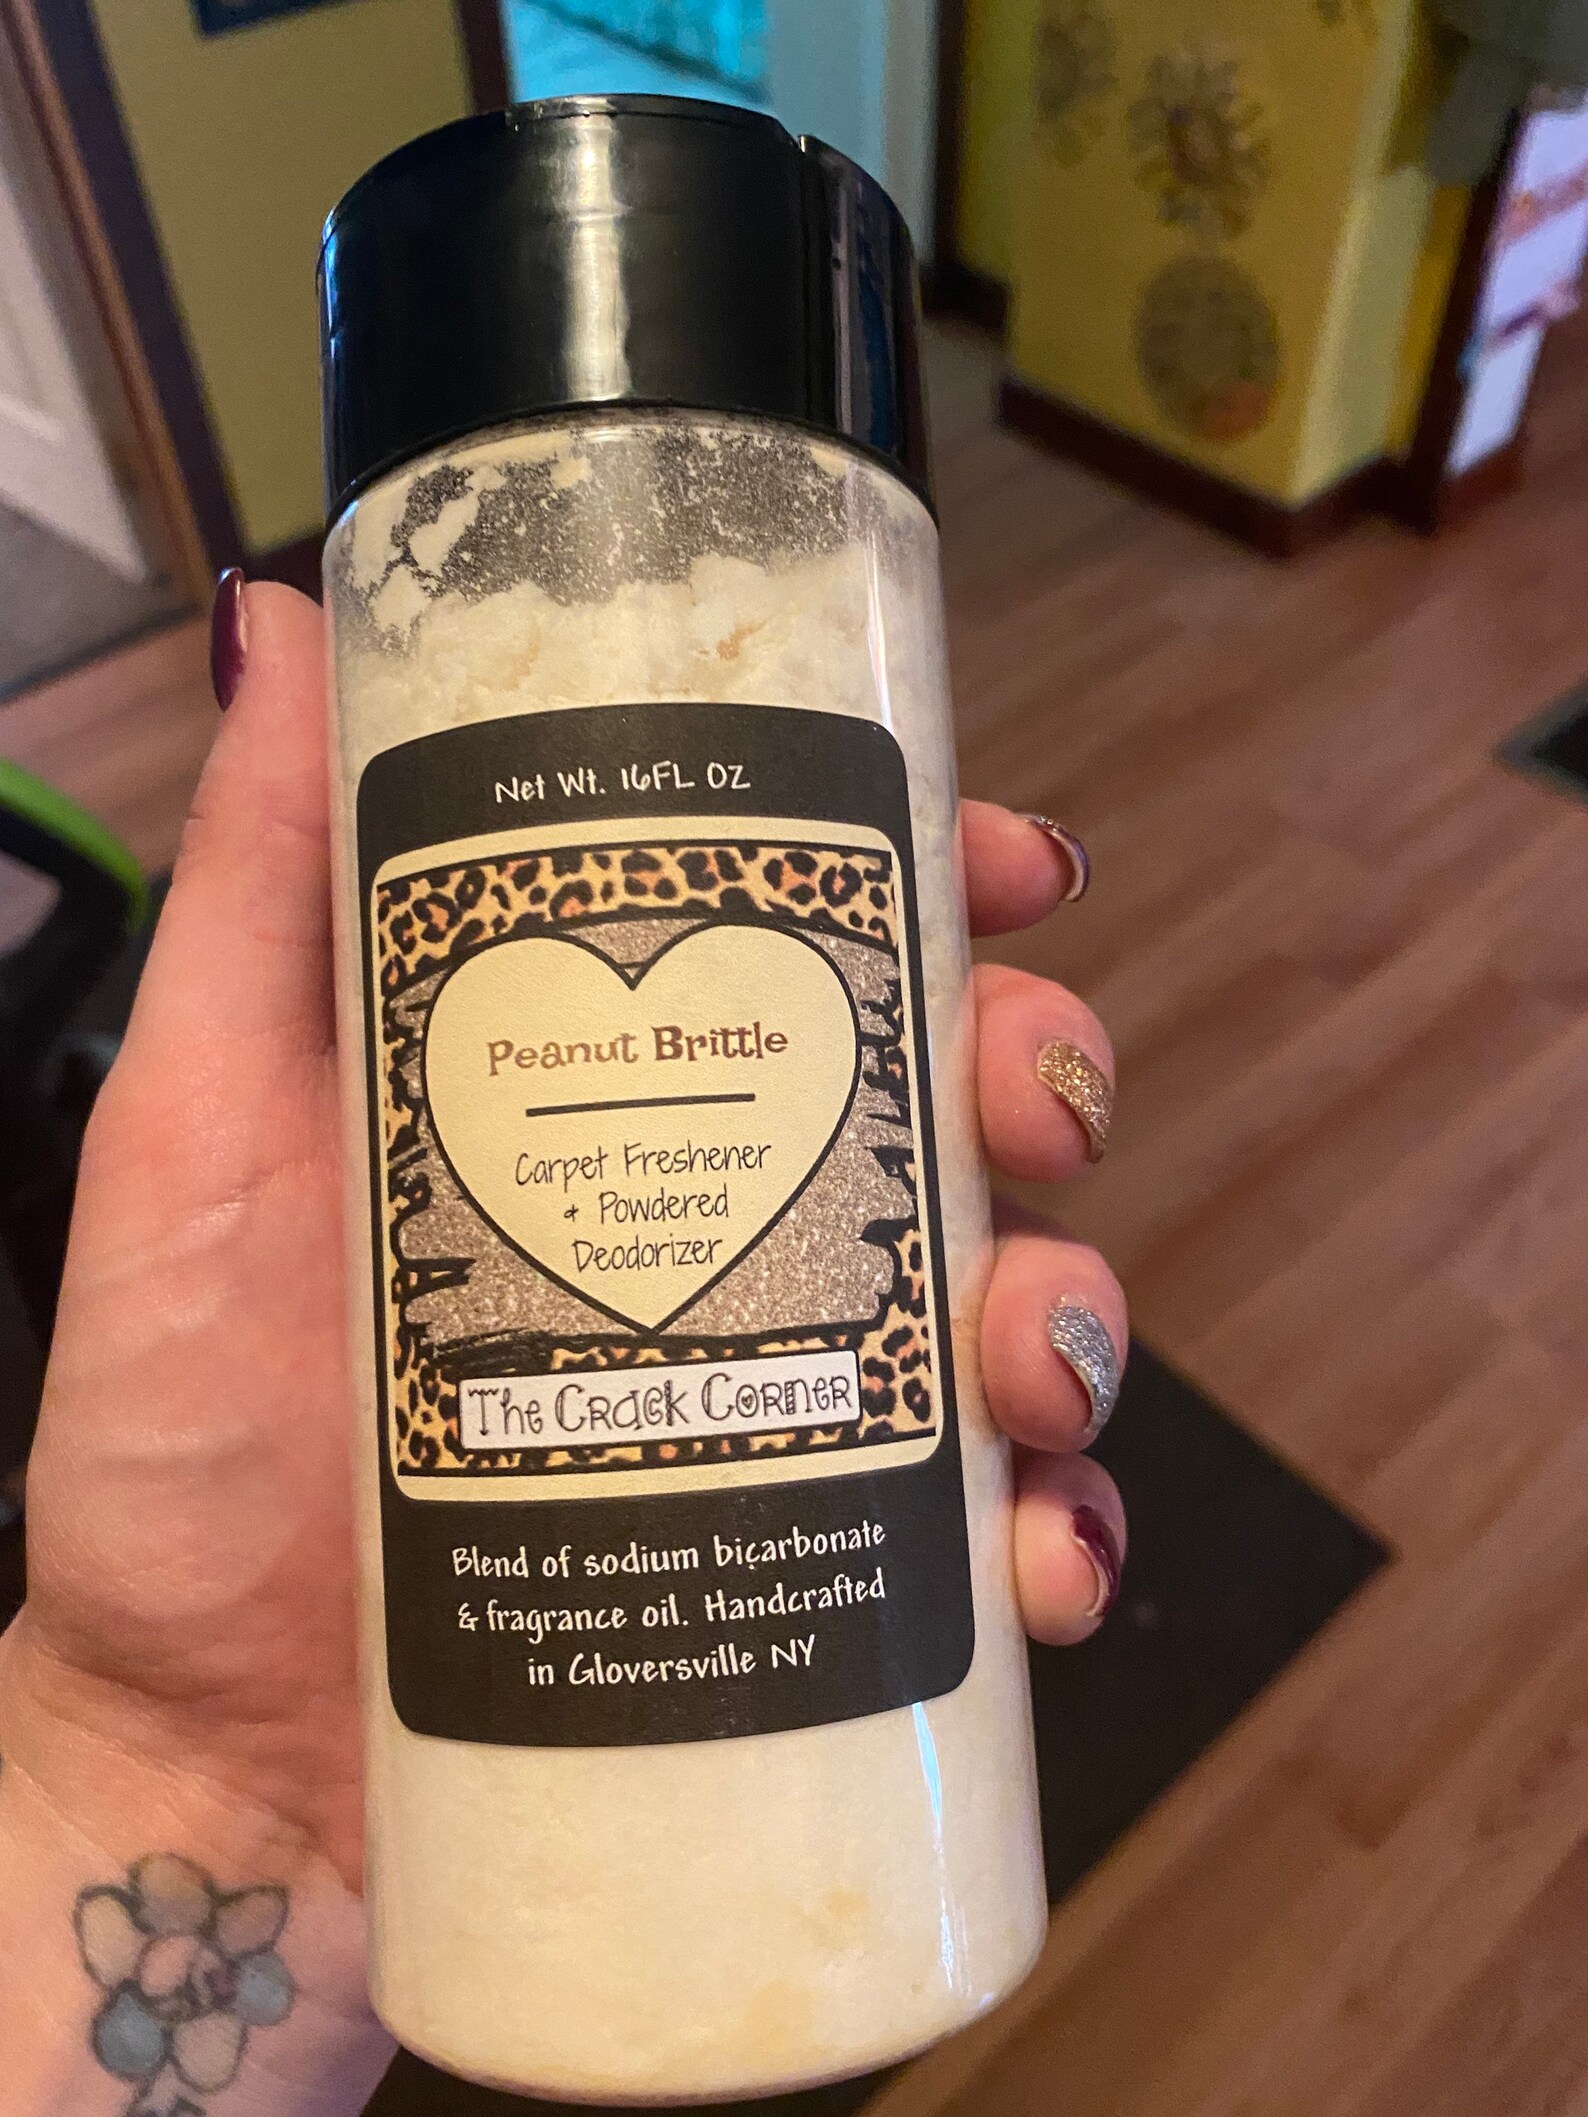 Net Wt. 16FL OZ
Peanut Brittle
Carpet Freshener
& Powdered
Deodorizer
The Crack Corner
Blend of sodium bicarbonate
& fragrance oil. Handcrafted
in Gloversville NY